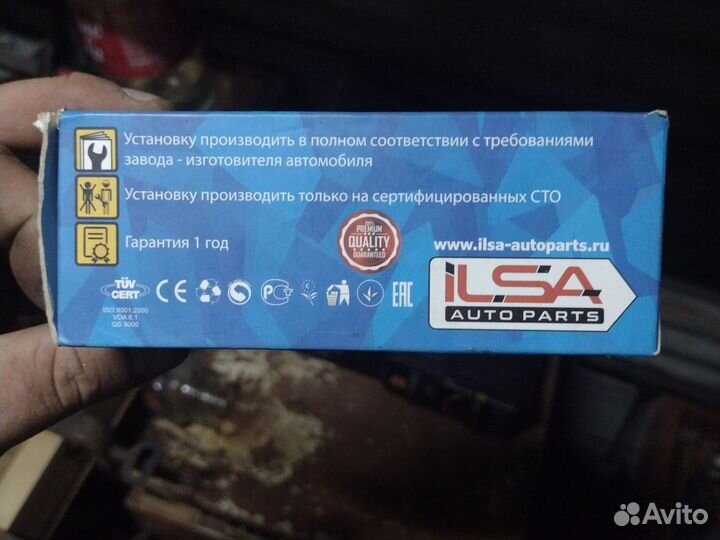 Установку производить в полном соответствии с требованиями
завода - изготовителя автомобиля
Установку производить только на сертифицированных СТО
Гарантия 1 год
100%
PREMIUM
QUALITY
GUARANTEED
www.ilsa-autoparts.ru
ILSA
AUTO PARTS
TÜV
CERT
ISO 9001:2000
VDA 6.1
QS 9000
CE
РСТ
EAC
Avito